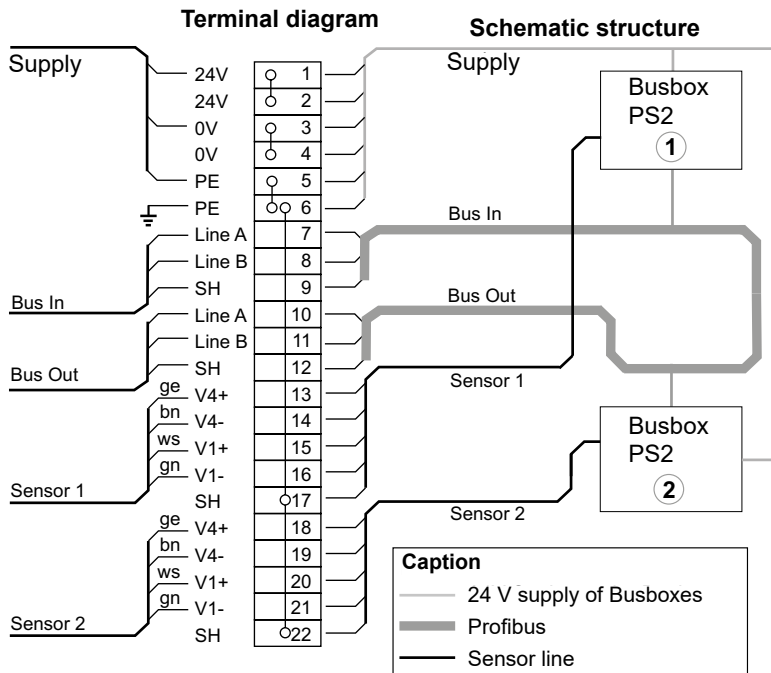 Terminal diagram
Schematic structure
Supply
24V 1
24V 2
0V 3
0V 4
PE 5
PE 6
Line A 7
Line B 8
SH 9
Bus In
Line A 10
Line B 11
SH 12
Bus Out
ge V4+ 13
bn V4- 14
ws V1+ 15
gn V1- 16
Sensor 1
SH 17
ge V4+ 18
bn V4- 19
ws V1+ 20
gn V1- 21
Sensor 2
SH 22
Supply
Busbox
PS2
1
Bus In
Bus Out
Sensor 1
Busbox
PS2
2
Sensor 2
Caption
24 V supply of Busboxes
Profibus
Sensor line